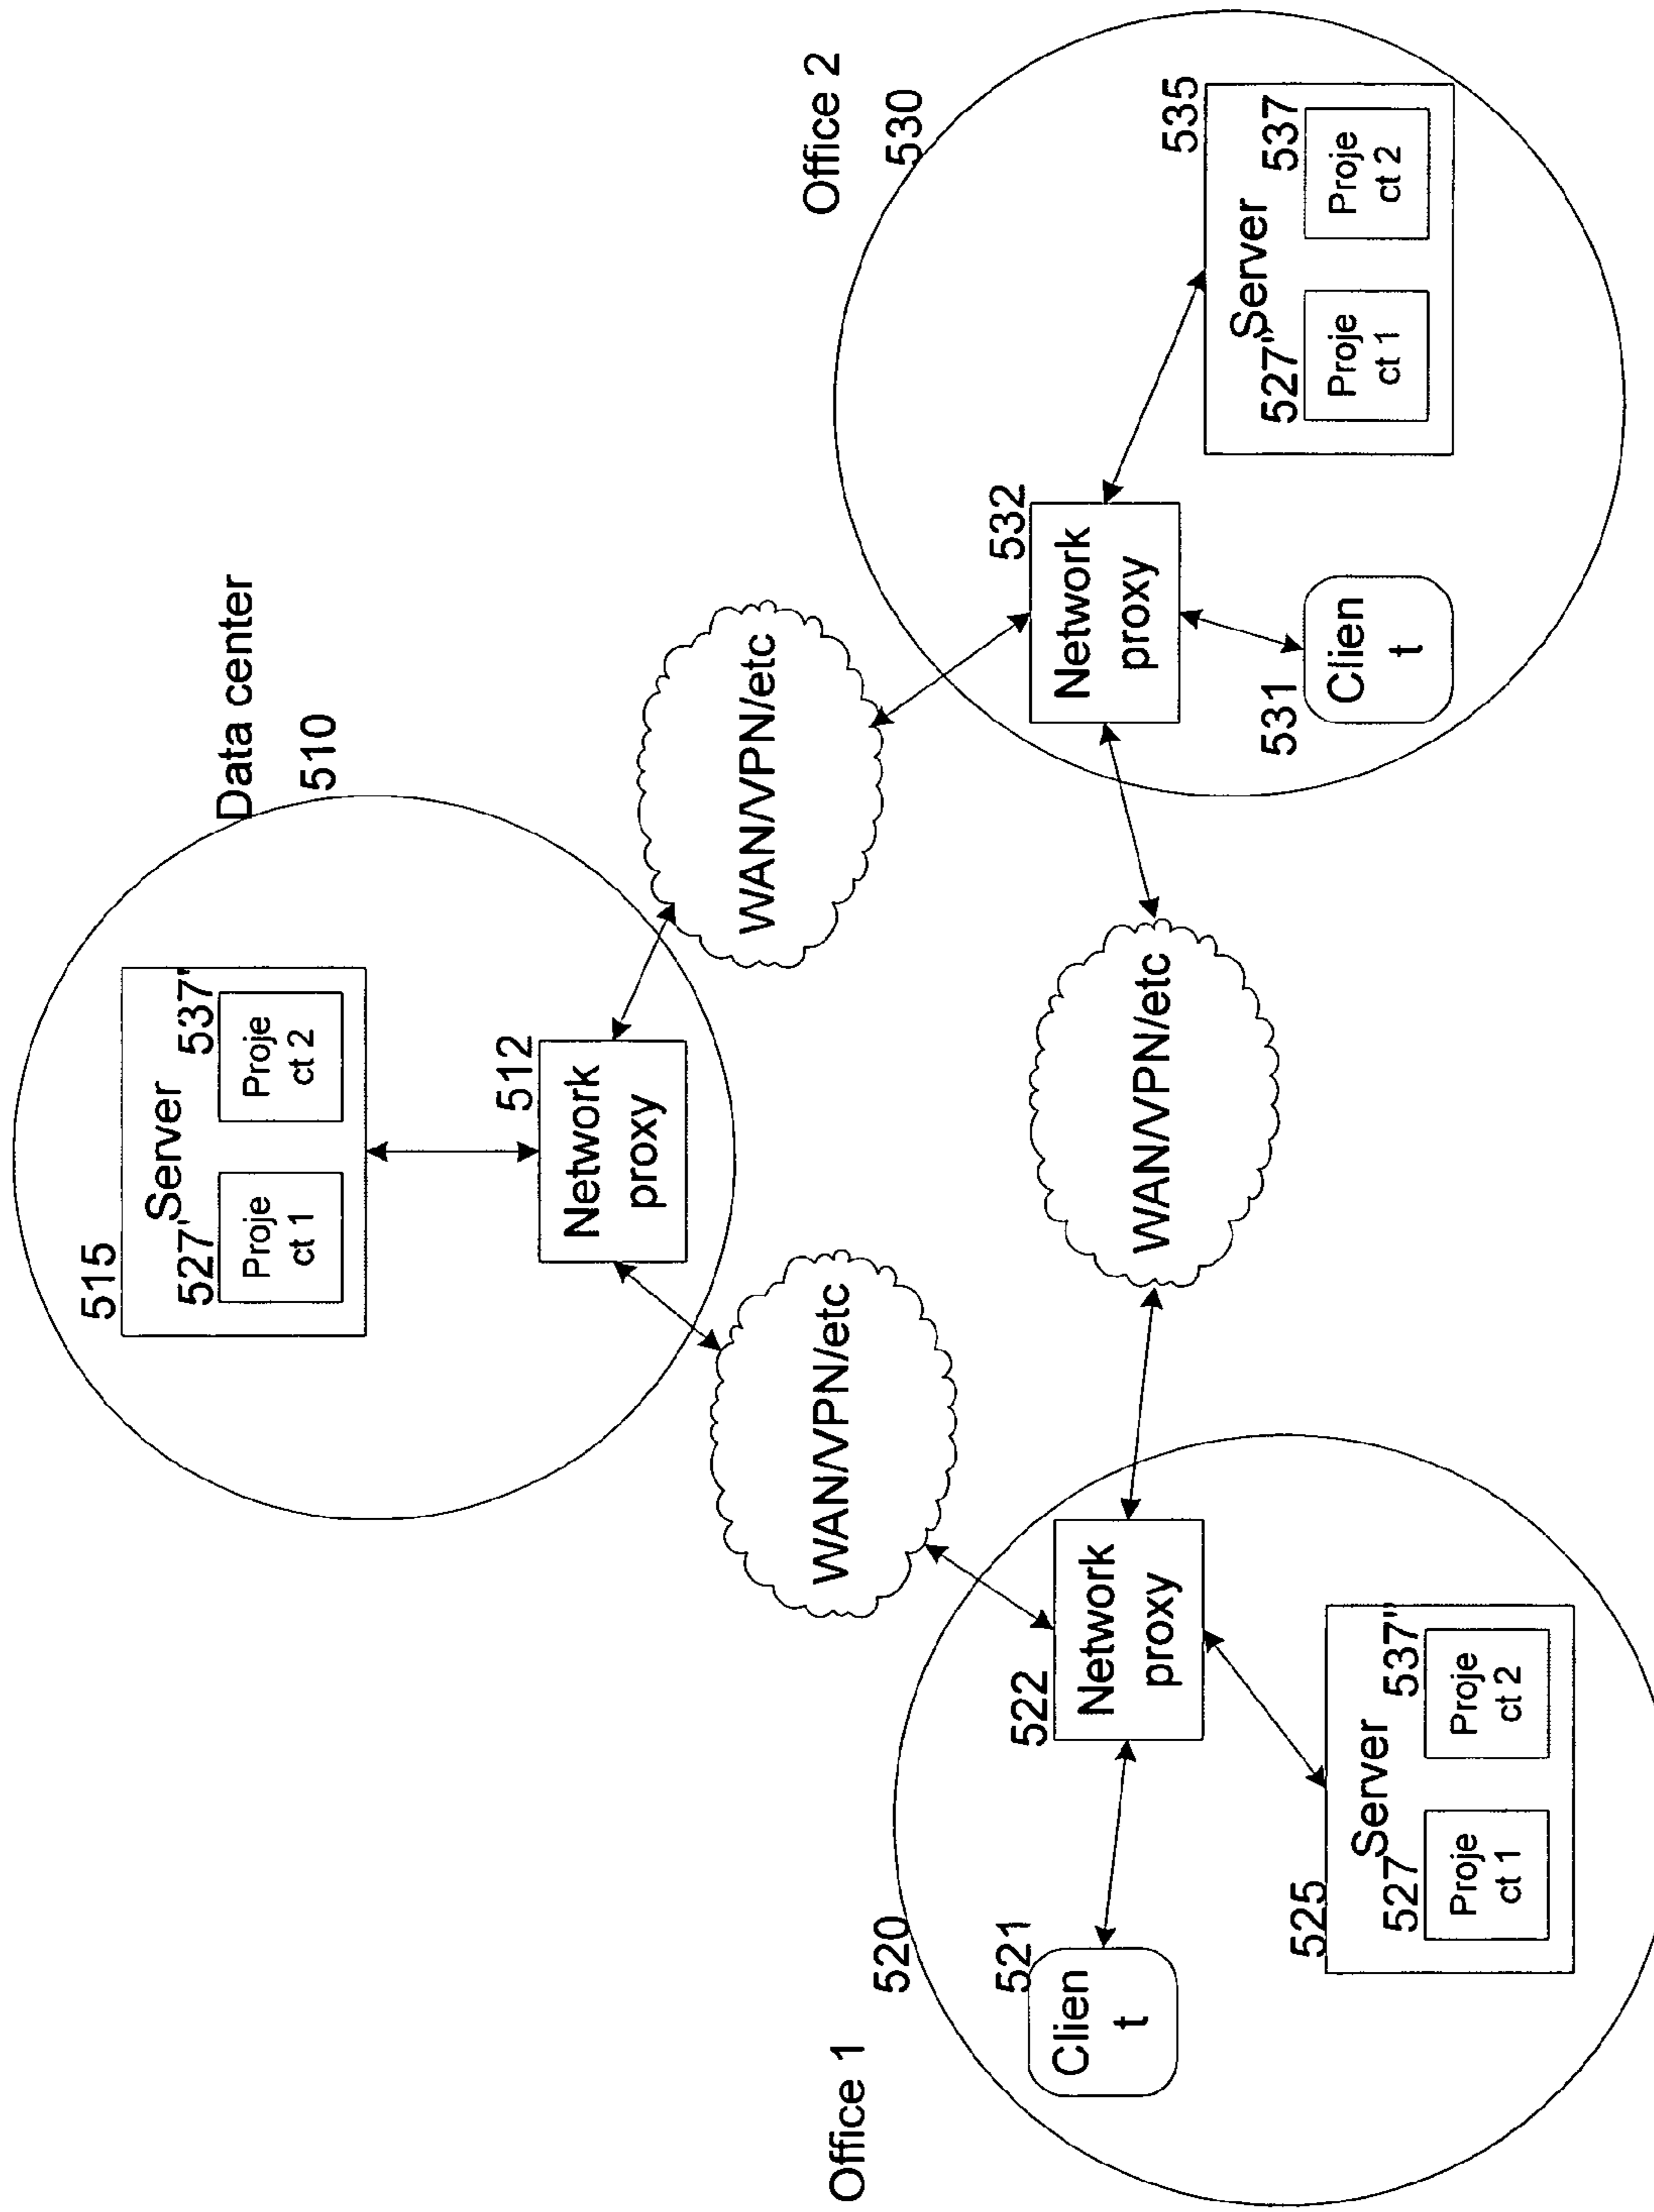 Data center
510
515
Server
527'
537'
Proje
ct 1
Proje
ct 2
512
Network
proxy
WAN/VPN/etc
WAN/VPN/etc
Office 1
520
521
Clien
t
522
Network
proxy
525
Server
527
537"
Proje
ct 1
Proje
ct 2
WAN/VPN/etc
Office 2
530
532
Network
proxy
531
Clien
t
535
Server
527"
537
Proje
ct 1
Proje
ct 2